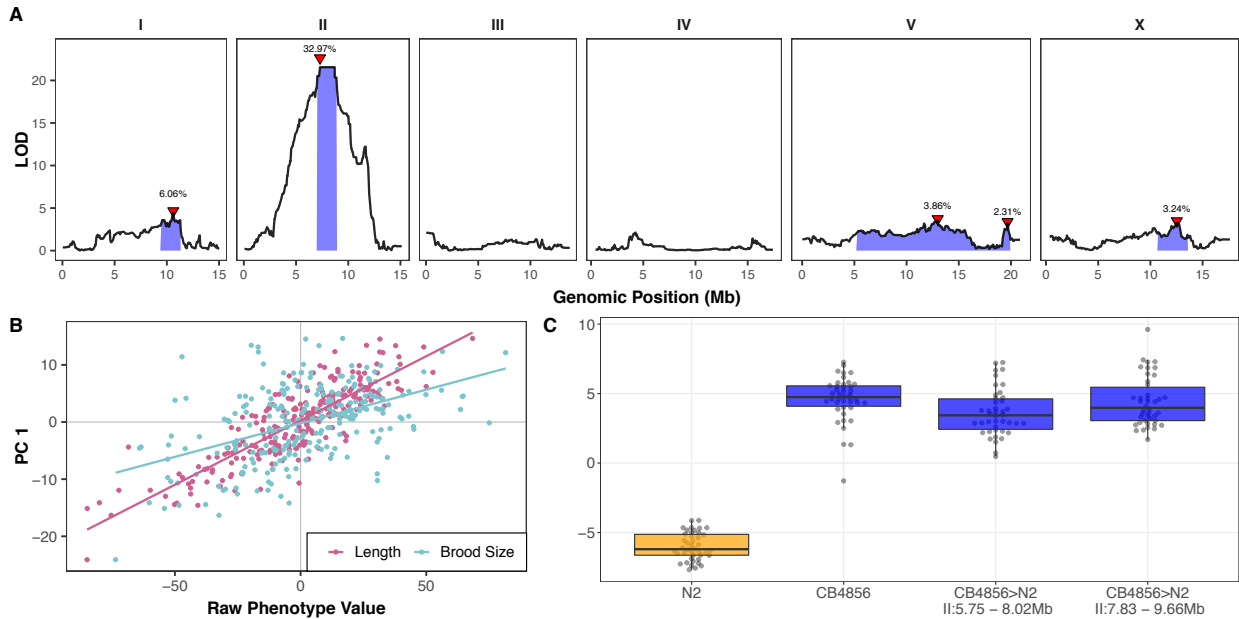 A
I II III IV V X
32.97%
6.06%
3.86%
2.31%
3.24%
LOD
20
15
10
5
0
0 5 10 15 0 5 10 15 0 5 10 0 5 10 15 0 5 10 15 20 0 5 10 15
Genomic Position (Mb)
B
PC 1
10
0
−10
−20
Length Brood Size
−50 0 50
Raw Phenotype Value
C
10
5
0
−5
N2 CB4856 CB4856>N2 CB4856>N2
II:5.75 − 8.02Mb II:7.83 − 9.66Mb